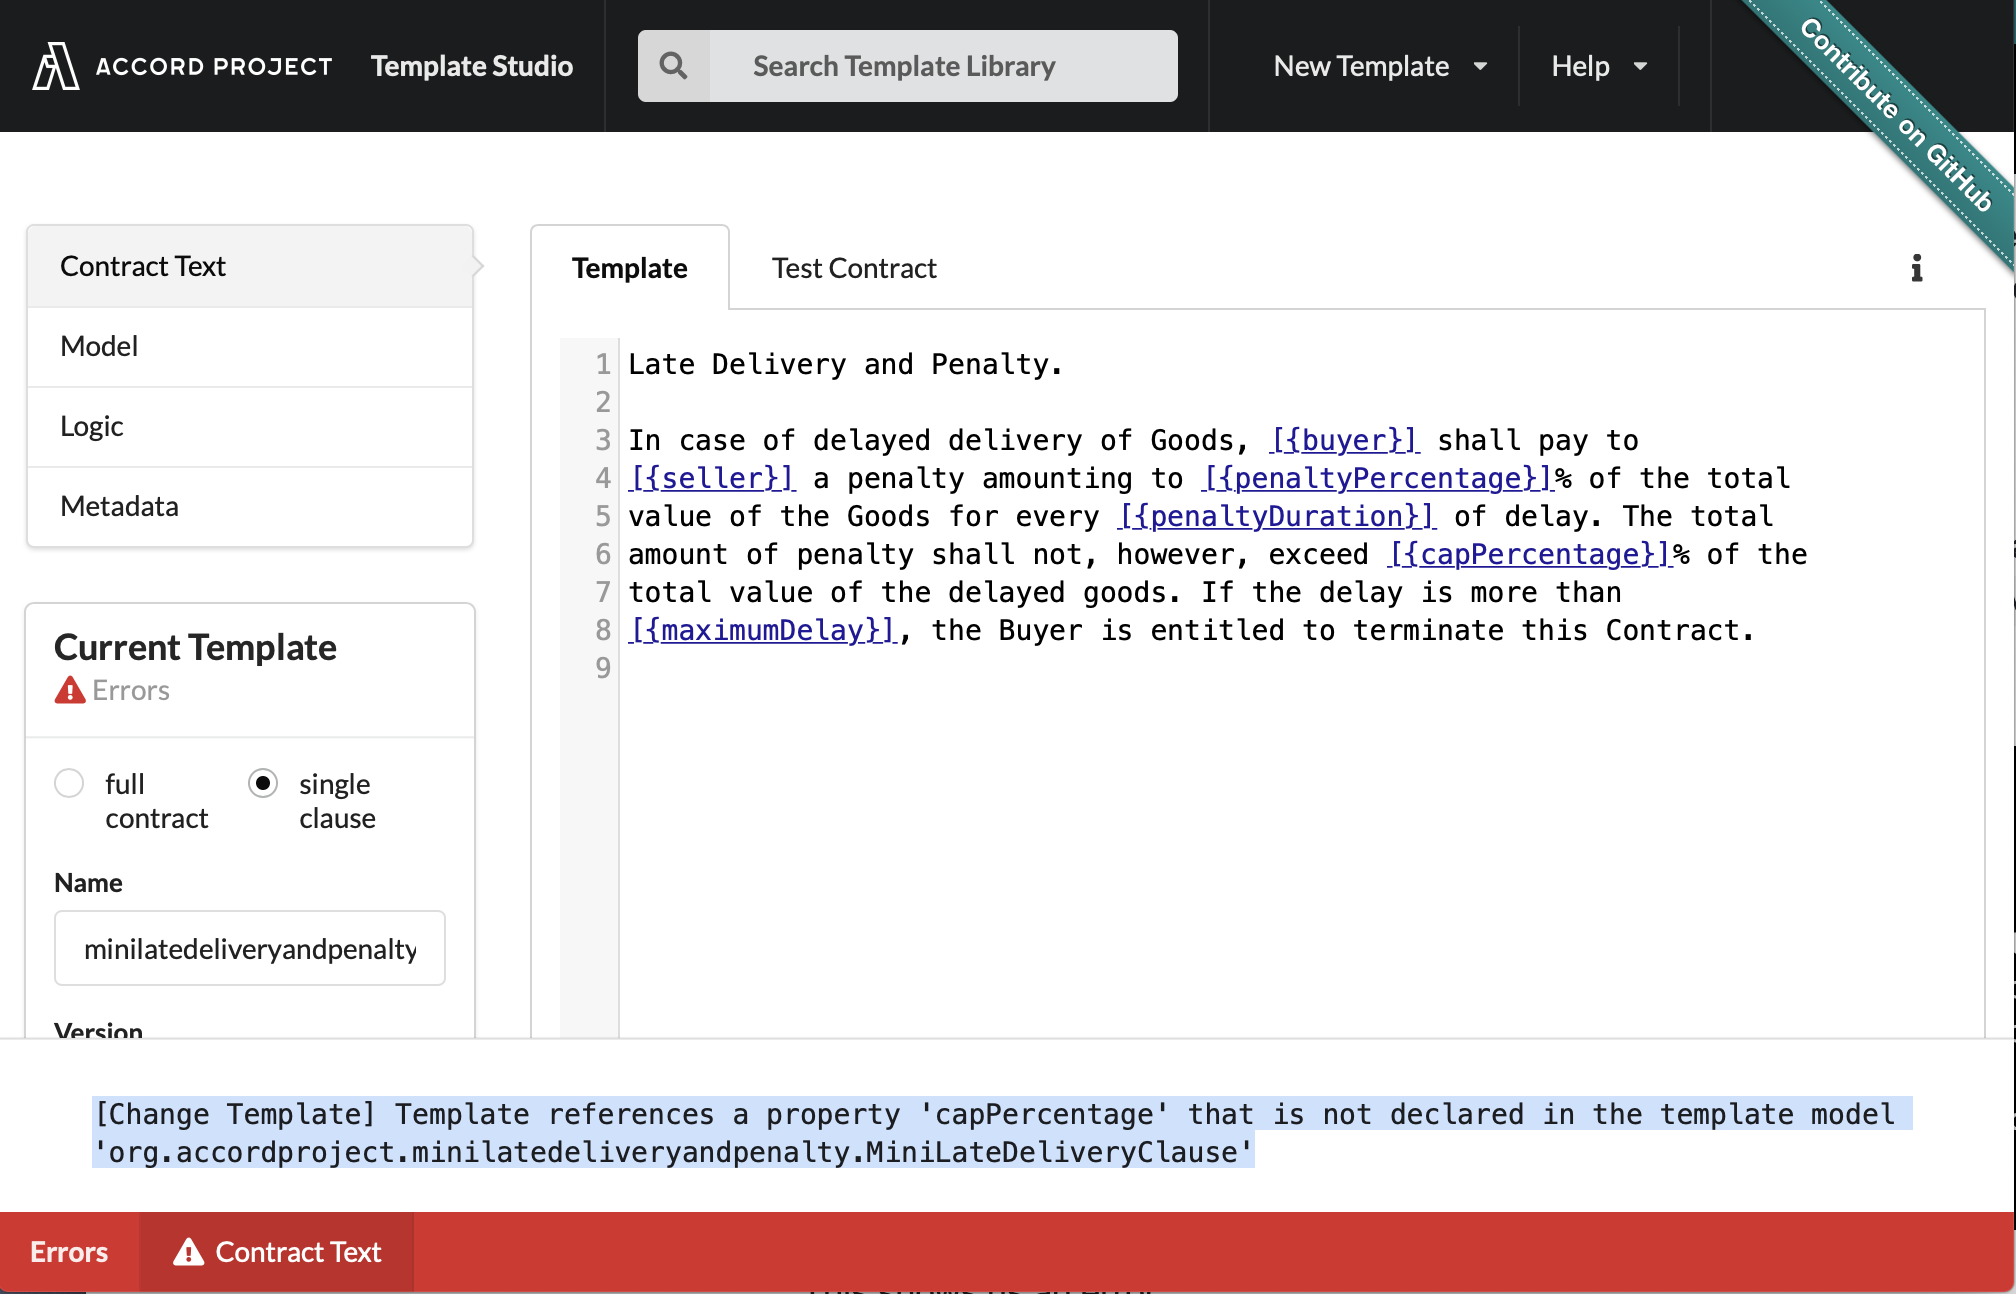 ACCORD PROJECT Template Studio Search Template Library New Template Help
Contribute on GitHub
Contract Text
Model
Logic
Metadata
Current Template
Errors
full contract
single clause
Name
minilatedeliveryandpenalty
Version
Template Test Contract
1 Late Delivery and Penalty.
2
3 In case of delayed delivery of Goods, [{buyer}] shall pay to
4 [{seller}] a penalty amounting to [{penaltyPercentage}]% of the total
5 value of the Goods for every [{penaltyDuration}] of delay. The total
6 amount of penalty shall not, however, exceed [{capPercentage}]% of the
7 total value of the delayed goods. If the delay is more than
8 [{maximumDelay}], the Buyer is entitled to terminate this Contract.
9
[Change Template] Template references a property 'capPercentage' that is not declared in the template model
'org.accordproject.minilatedeliveryandpenalty.MiniLateDeliveryClause'
Errors Contract Text